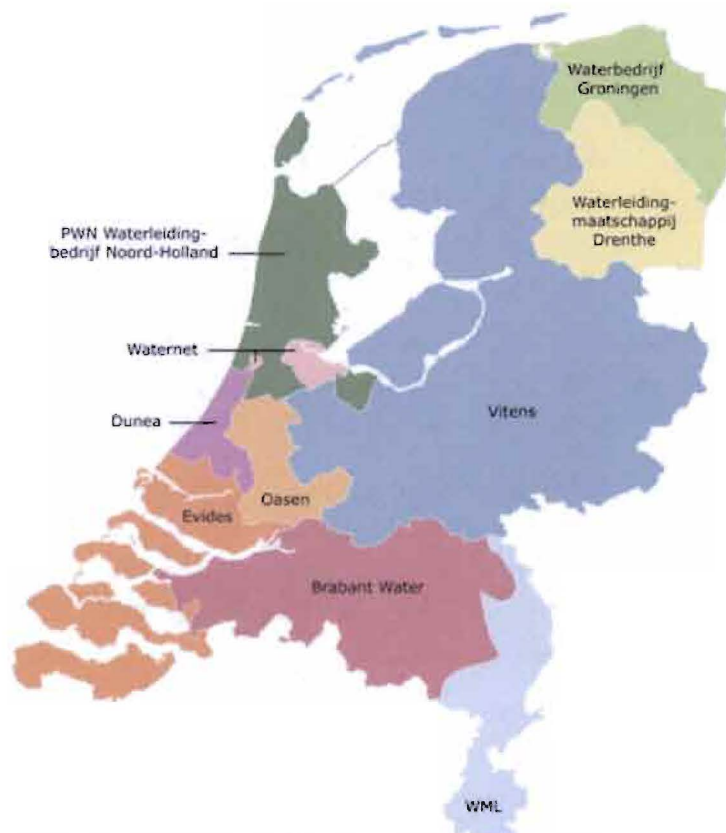 Waterbedrijf
Groningen
Waterleiding-
maatschappij
Drenthe
PWN Waterleiding-
bedrijf Noord-Holland
Waternet
Dunea
Vitens
Oasen
Evides
Brabant Water
WML